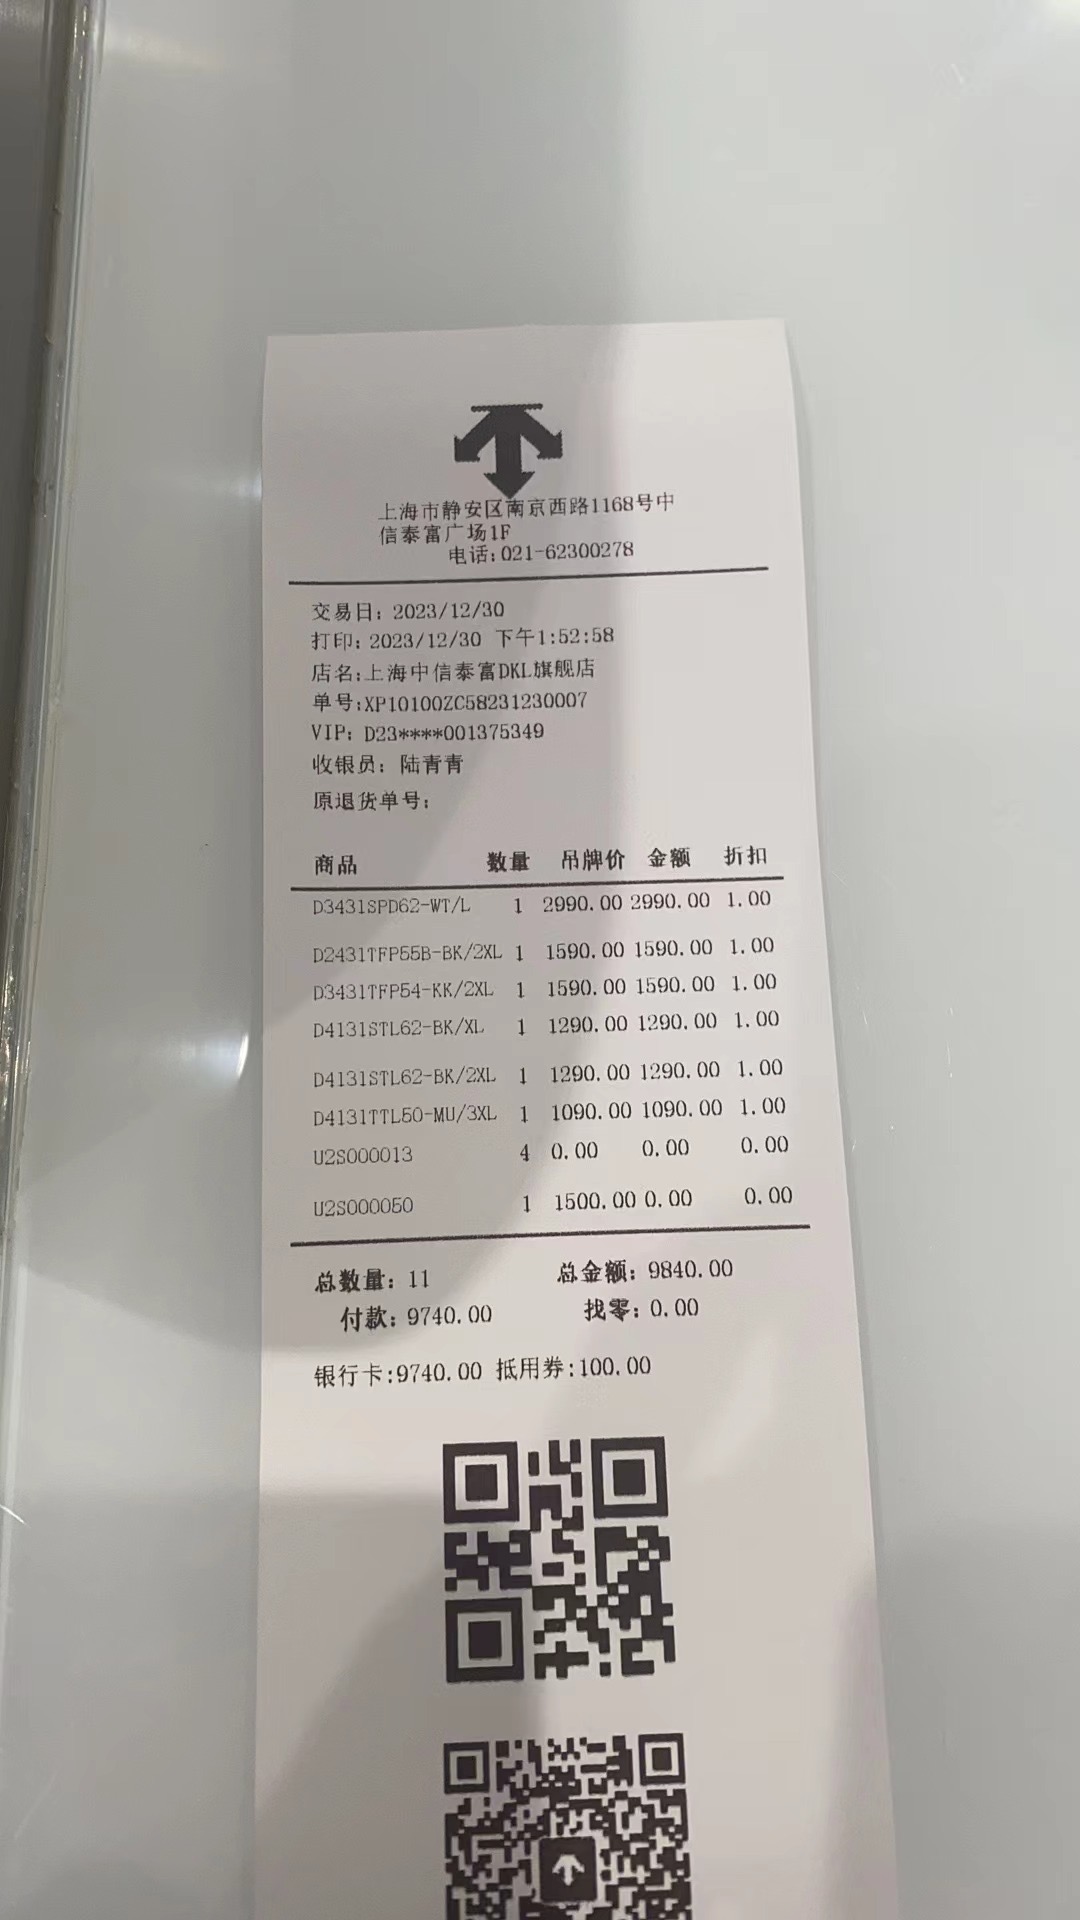 上海市静安区南京西路1168号中
信泰富广场1F
电话:021-62300278
交易日: 2023/12/30
打印: 2023/12/30 下午1:52:58
店名:上海中信泰富DKL旗舰店
单号:XP10100ZC58231230007
VIP: D23****001375349
收银员: 陆青青
原退货单号:
商品 数量 吊牌价 金额 折扣
D3431SPD62-WT/L 1 2990.00 2990.00 1.00
D2431TFP55B-BK/2XL 1 1590.00 1590.00 1.00
D3431TFP54-KK/2XL 1 1590.00 1590.00 1.00
D4131STL62-BK/XL 1 1290.00 1290.00 1.00
D4131STL62-BK/2XL 1 1290.00 1290.00 1.00
D4131TTL50-MU/3XL 1 1090.00 1090.00 1.00
U2S000013 4 0.00 0.00 0.00
U2S000050 1 1500.00 0.00 0.00
总数量: 11 总金额: 9840.00
付款: 9740.00 找零: 0.00
银行卡:9740.00 抵用券:100.00